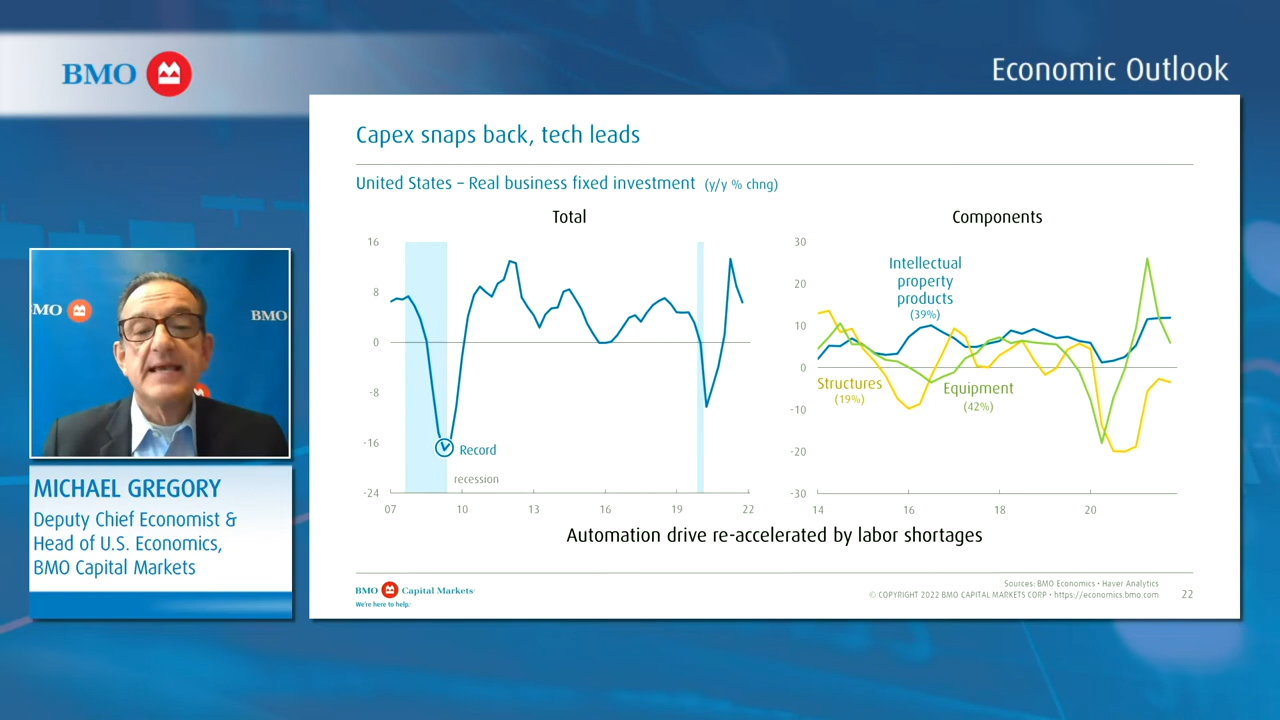 BMO
Economic Outlook
Capex snaps back, tech leads
United States – Real business fixed investment (y/y % chng)
Total
16
8
0
-8
-16
-24
Record
recession
07 10 13 16 19 22
Components
30
20
10
0
-10
-20
-30
Intellectual
property
products
(39%)
Structures
(19%)
Equipment
(42%)
14 16 18 20
Automation drive re-accelerated by labor shortages
BMO Capital Markets
We're here to help.
Sources: BMO Economics • Haver Analytics
© COPYRIGHT 2022 BMO CAPITAL MARKETS CORP • https://economics.bmo.com
22
MO
BMO
MICHAEL GREGORY
Deputy Chief Economist &
Head of U.S. Economics,
BMO Capital Markets